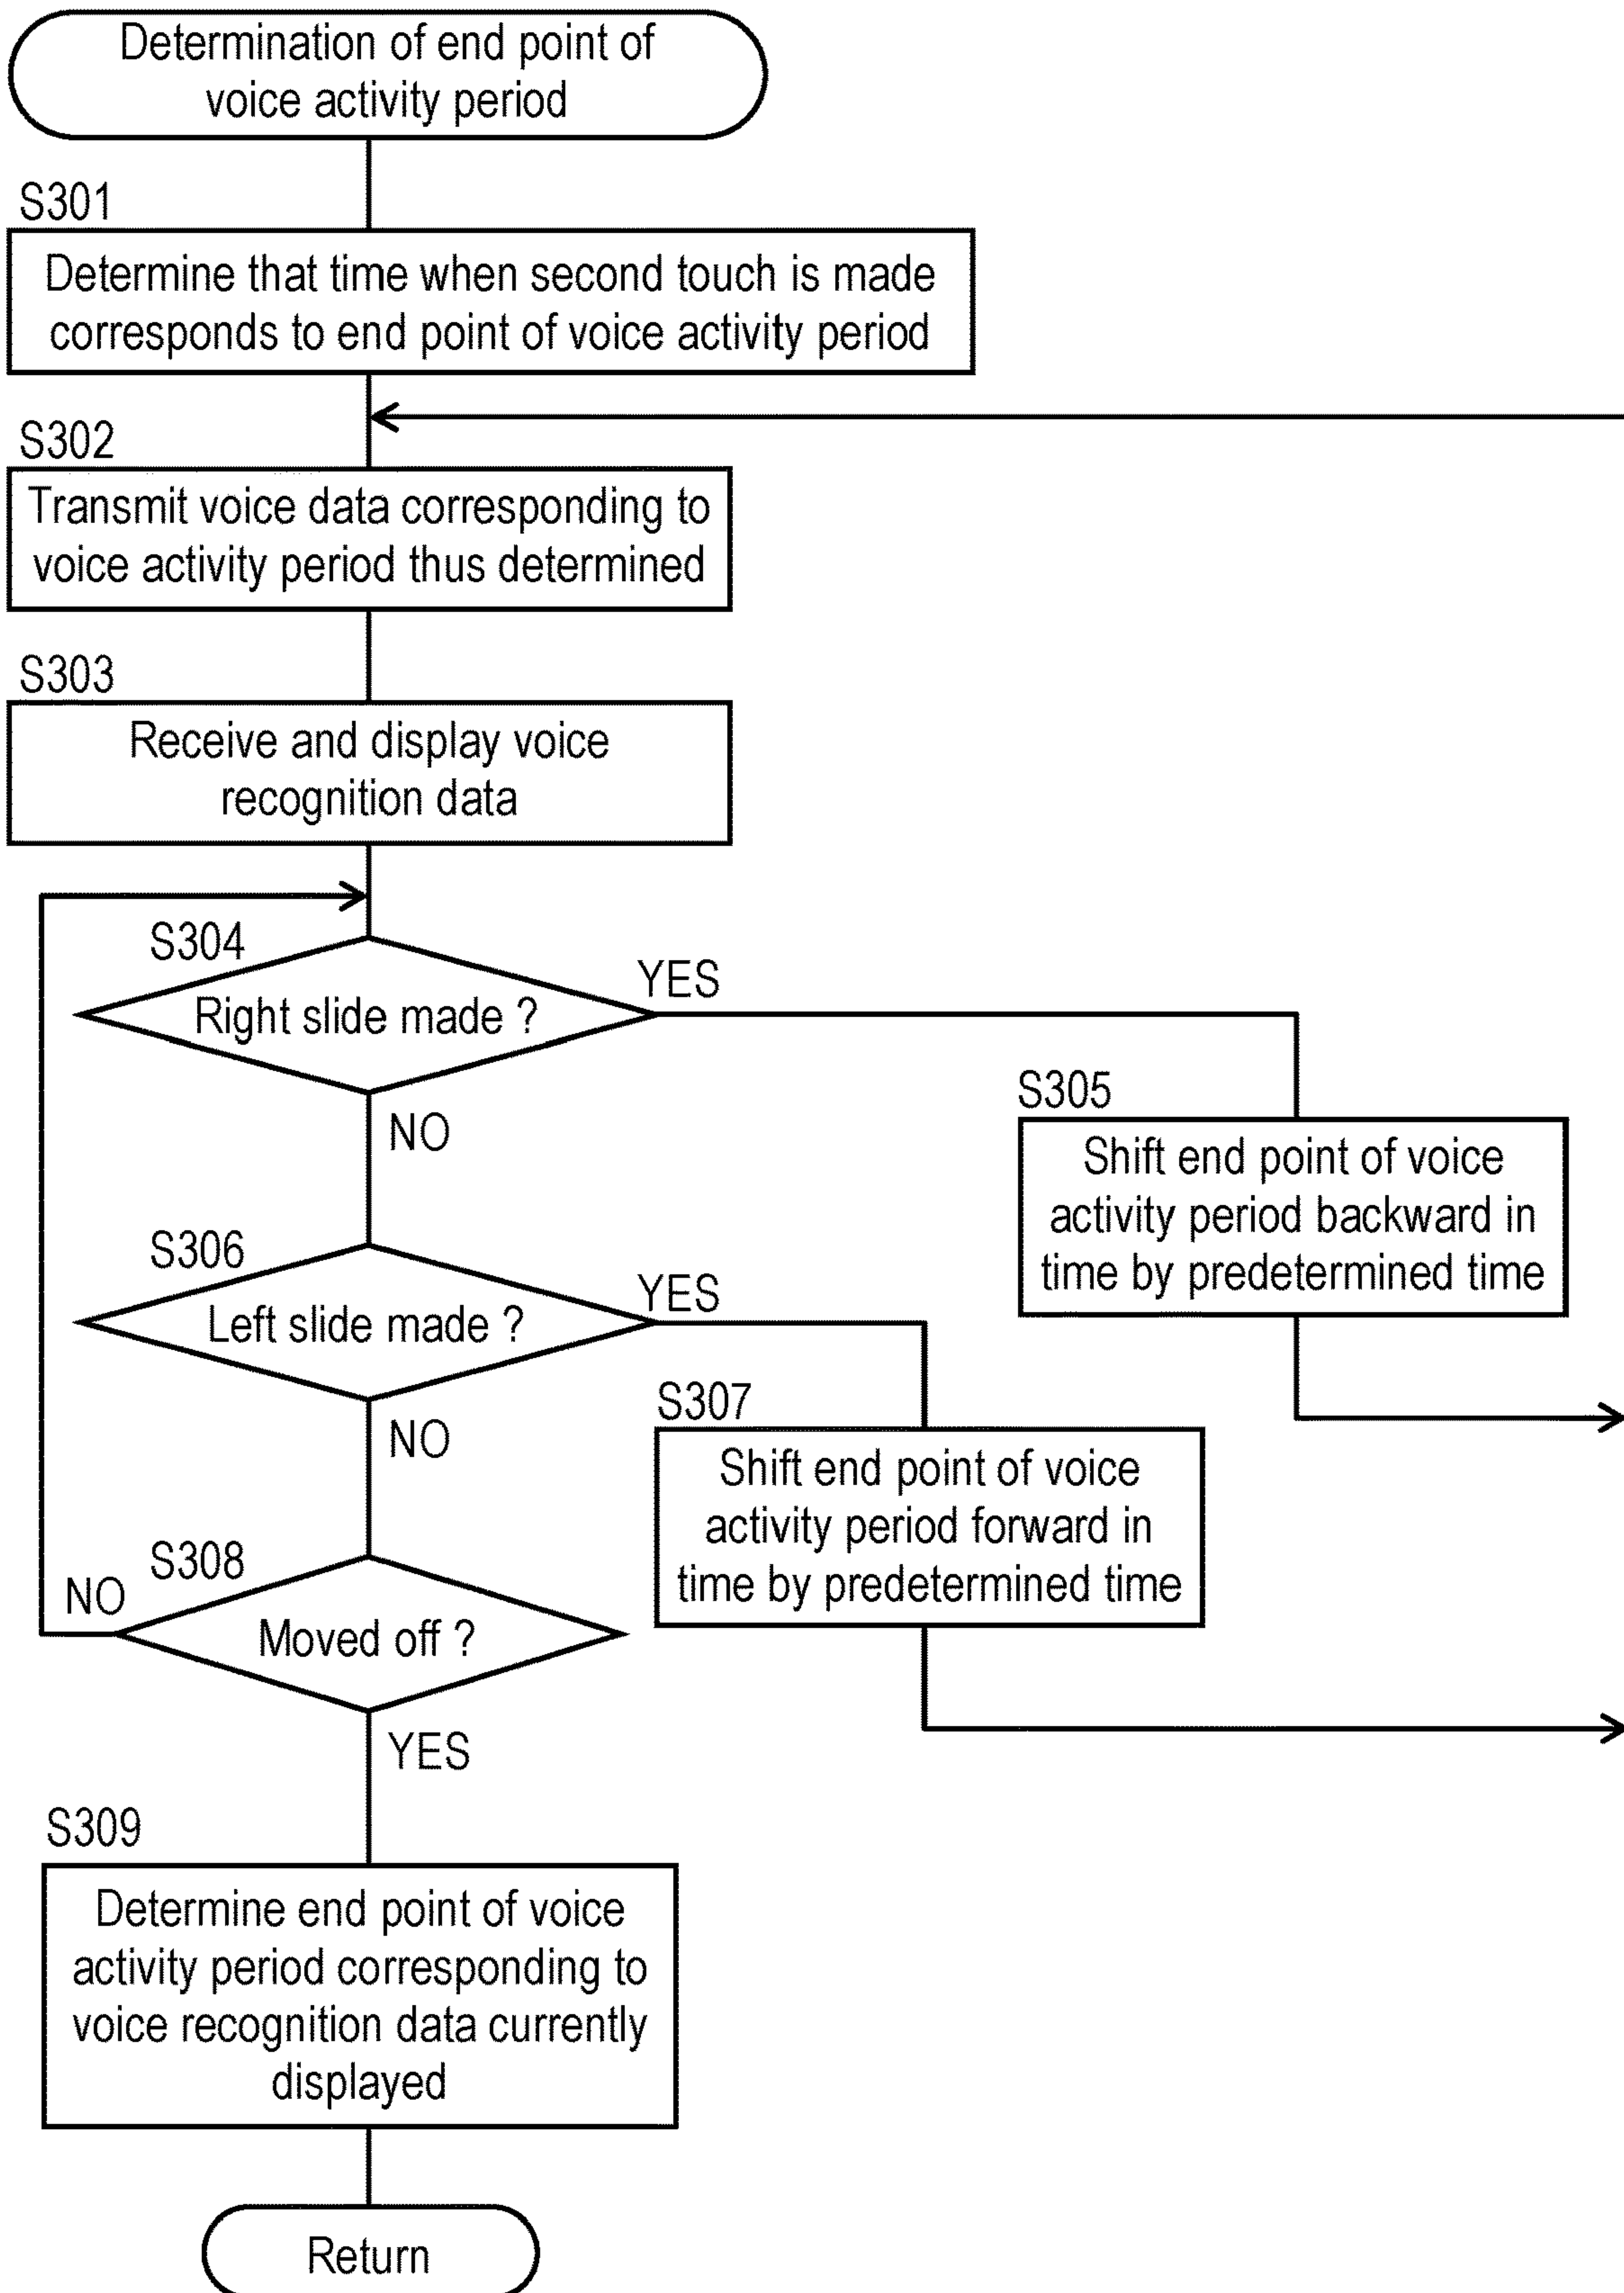 Determination of end point of
voice activity period
S301
Determine that time when second touch is made
corresponds to end point of voice activity period
S302
Transmit voice data corresponding to
voice activity period thus determined
S303
Receive and display voice
recognition data
S304
Right slide made ?
YES
NO
S305
Shift end point of voice
activity period backward in
time by predetermined time
S306
Left slide made ?
YES
NO
S307
Shift end point of voice
activity period forward in
time by predetermined time
S308
NO
Moved off ?
YES
S309
Determine end point of voice
activity period corresponding to
voice recognition data currently
displayed
Return